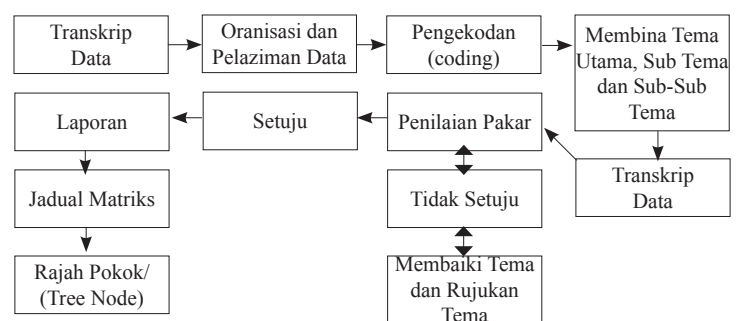 Transkrip
Data
Oranisasi dan
Pelaziman Data
Pengekodan
(coding)
Membina Tema
Utama, Sub Tema
dan Sub-Sub
Tema
Laporan
Setuju
Penilaian Pakar
Transkrip
Data
Jadual Matriks
Tidak Setuju
Rajah Pokok/
(Tree Node)
Membaiki Tema
dan Rujukan
Tema